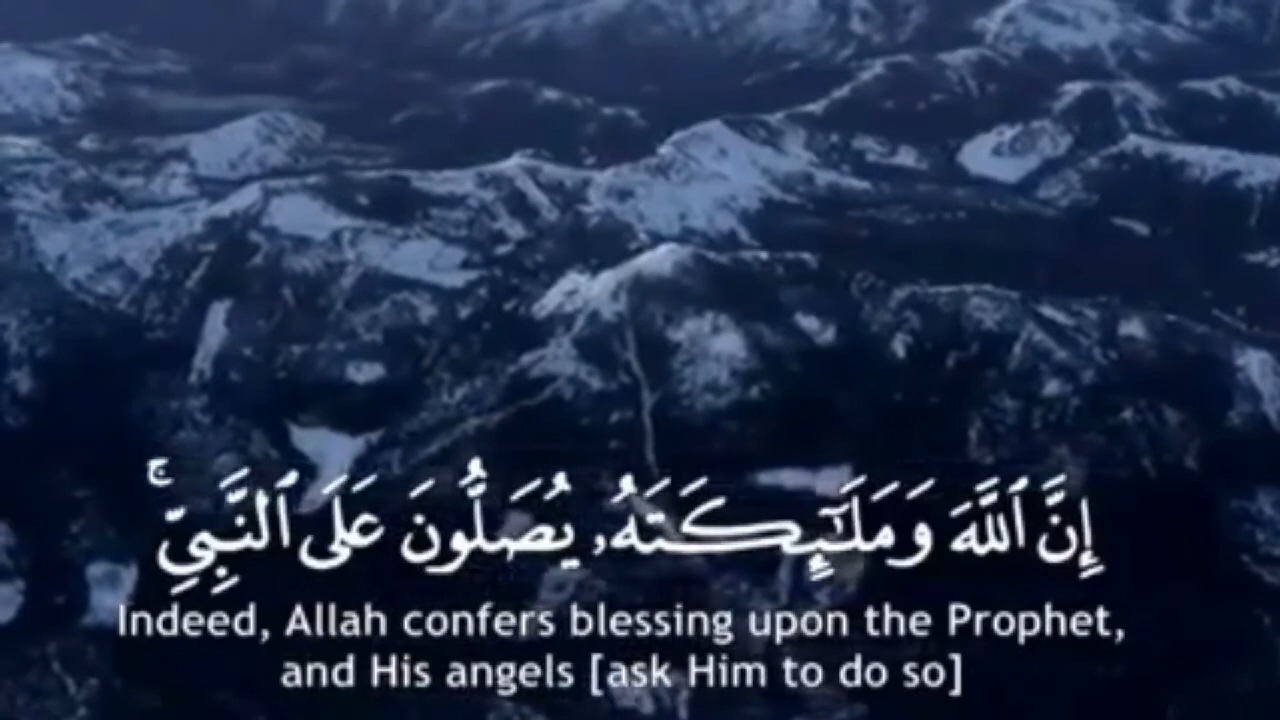 إِنَّ ٱللَّهَ وَمَلَـٰٓئِكَتَهُۥ يُصَلُّونَ عَلَى ٱلنَّبِىِّ ۚ
Indeed, Allah confers blessing upon the Prophet,
and His angels [ask Him to do so]